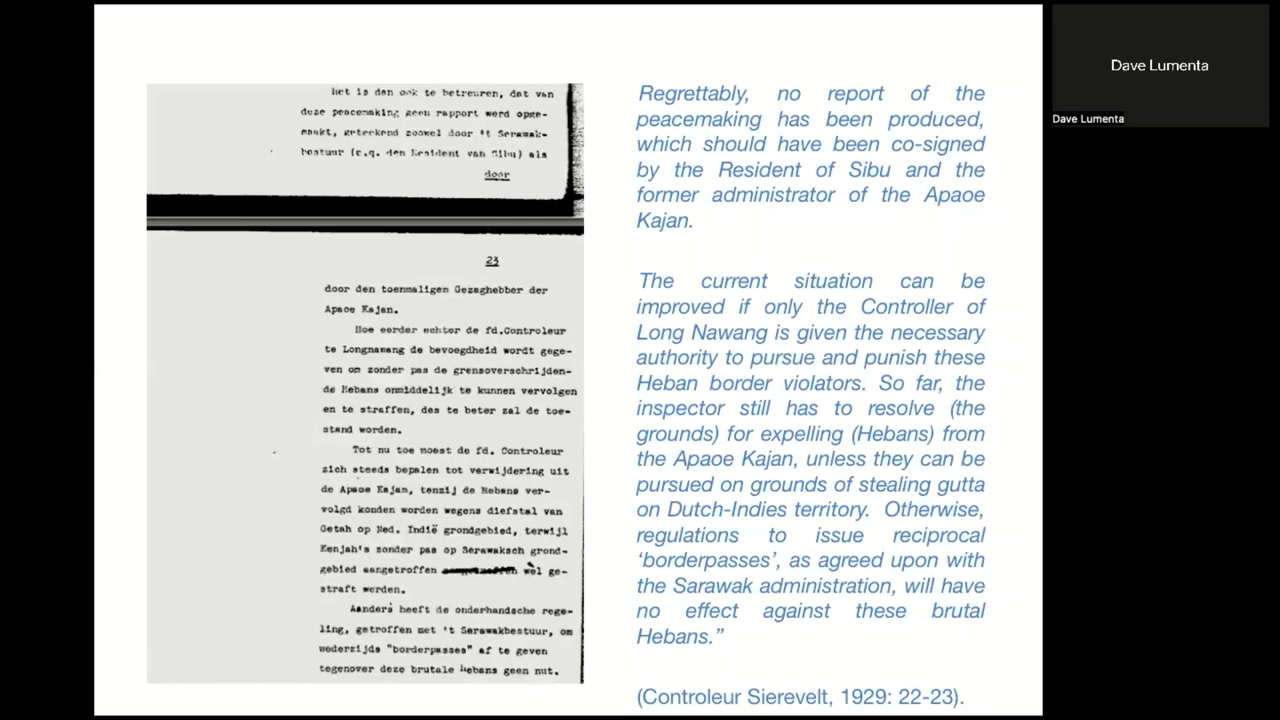 Het is dan ook te betreuren, dat van
deze peacemaking geen rapport werd opge-
maakt, geteekend zoowel door 't Serawak-
bestuur (c.q. den Resident van Sibu) als
door
23
door den toenmaligen Gezaghebber der
Apaoe Kajan.
Hoe eerder echter de fd.Controleur
te Longnawang de bevoegdheid wordt gege-
ven om zonder pas de grensoverschrijden-
de Hebans onmiddelijk te kunnen vervolgen
en te straffen, des te beter zal de toe-
stand worden.
Tot nu toe moest de fd. Controleur
zich steeds bepalen tot verwijdering uit
de Apaoe Kajan, tenzij de Hebans ver-
volgd konden worden wegens diefstal van
Getah op Ned. Indië grondgebied, terwijl
Kenjah's zonder pas op Serawaksch grond-
gebied aangetroffen wel ge-
straft werden.
Aanders heeft de onderhandsche rege-
ling, getroffen met 't Serawakbestuur, om
wederzijds "borderpasses" af te geven
tegenover deze brutale Hebans geen nut.
Regrettably, no report of the
peacemaking has been produced,
which should have been co-signed
by the Resident of Sibu and the
former administrator of the Apaoe
Kajan.
The current situation can be
improved if only the Controller of
Long Nawang is given the necessary
authority to pursue and punish these
Heban border violators. So far, the
inspector still has to resolve (the
grounds) for expelling (Hebans) from
the Apaoe Kajan, unless they can be
pursued on grounds of stealing gutta
on Dutch-Indies territory. Otherwise,
regulations to issue reciprocal
‘borderpasses’, as agreed upon with
the Sarawak administration, will have
no effect against these brutal
Hebans.”
(Controleur Sierevelt, 1929: 22-23).
Dave Lumenta
Dave Lumenta